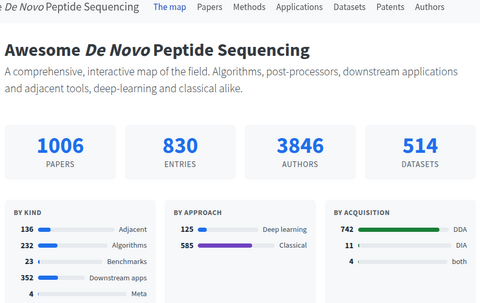 De Novo Peptide Sequencing The map Papers Methods Applications Datasets Patents Authors
Awesome De Novo Peptide Sequencing
A comprehensive, interactive map of the field. Algorithms, post-processors, downstream applications
and adjacent tools, deep-learning and classical alike.
1006 830 3846 514
PAPERS ENTRIES AUTHORS DATASETS
BY KIND
136 Adjacent
232 Algorithms
23 Benchmarks
352 Downstream apps
4 Meta
BY APPROACH
125 Deep learning
585 Classical
BY ACQUISITION
742 DDA
11 DIA
4 both